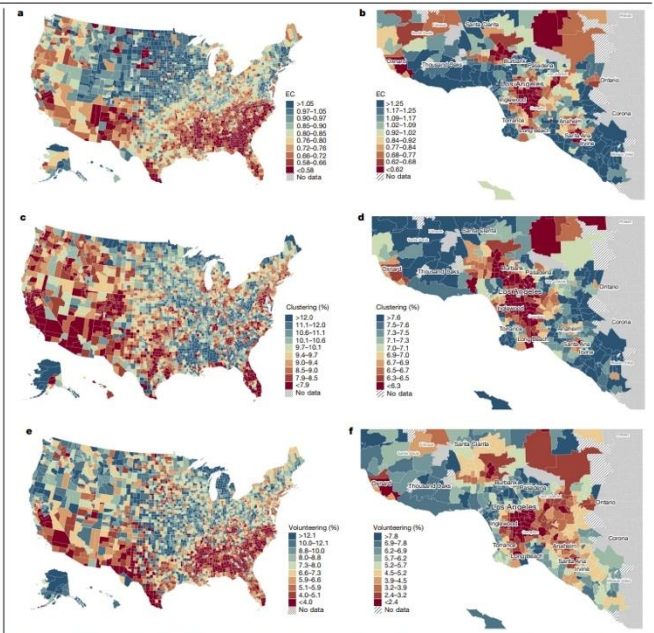 a
EC
>1.05
0.97–1.05
0.90–0.97
0.85–0.90
0.80–0.85
0.76–0.80
0.72–0.76
0.66–0.72
0.58–0.66
<0.58
No data
b
Santa Clarita
Oxnard
Thousand Oaks
Burbank
Pasadena
Los Angeles
Ontario
Inglewood
Corona
Torrance
Anaheim
Long Beach
Santa Ana
Irvine
EC
>1.25
1.17–1.25
1.09–1.17
1.02–1.09
0.92–1.02
0.84–0.92
0.77–0.84
0.68–0.77
0.62–0.68
<0.62
No data
c
Clustering (%)
>12.0
11.1–12.0
10.6–11.1
10.1–10.6
9.7–10.1
9.4–9.7
9.0–9.4
8.5–9.0
7.9–8.5
<7.9
No data
d
Santa Clarita
Oxnard
Thousand Oaks
Burbank
Pasadena
Los Angeles
Ontario
Inglewood
Corona
Torrance
Anaheim
Long Beach
Santa Ana
Irvine
Clustering (%)
>7.6
7.5–7.6
7.3–7.5
7.1–7.3
7.0–7.1
6.9–7.0
6.7–6.9
6.5–6.7
6.3–6.5
<6.3
No data
e
Volunteering (%)
>12.1
10.0–12.1
8.8–10.0
8.0–8.8
7.3–8.0
6.6–7.3
5.9–6.6
5.1–5.9
4.0–5.1
<4.0
No data
f
Santa Clarita
Oxnard
Thousand Oaks
Burbank
Pasadena
Los Angeles
Ontario
Inglewood
Corona
Torrance
Anaheim
Long Beach
Santa Ana
Irvine
Volunteering (%)
>7.8
6.9–7.8
6.2–6.9
5.7–6.2
5.2–5.7
4.5–5.2
3.9–4.5
3.2–3.9
2.4–3.2
<2.4
No data